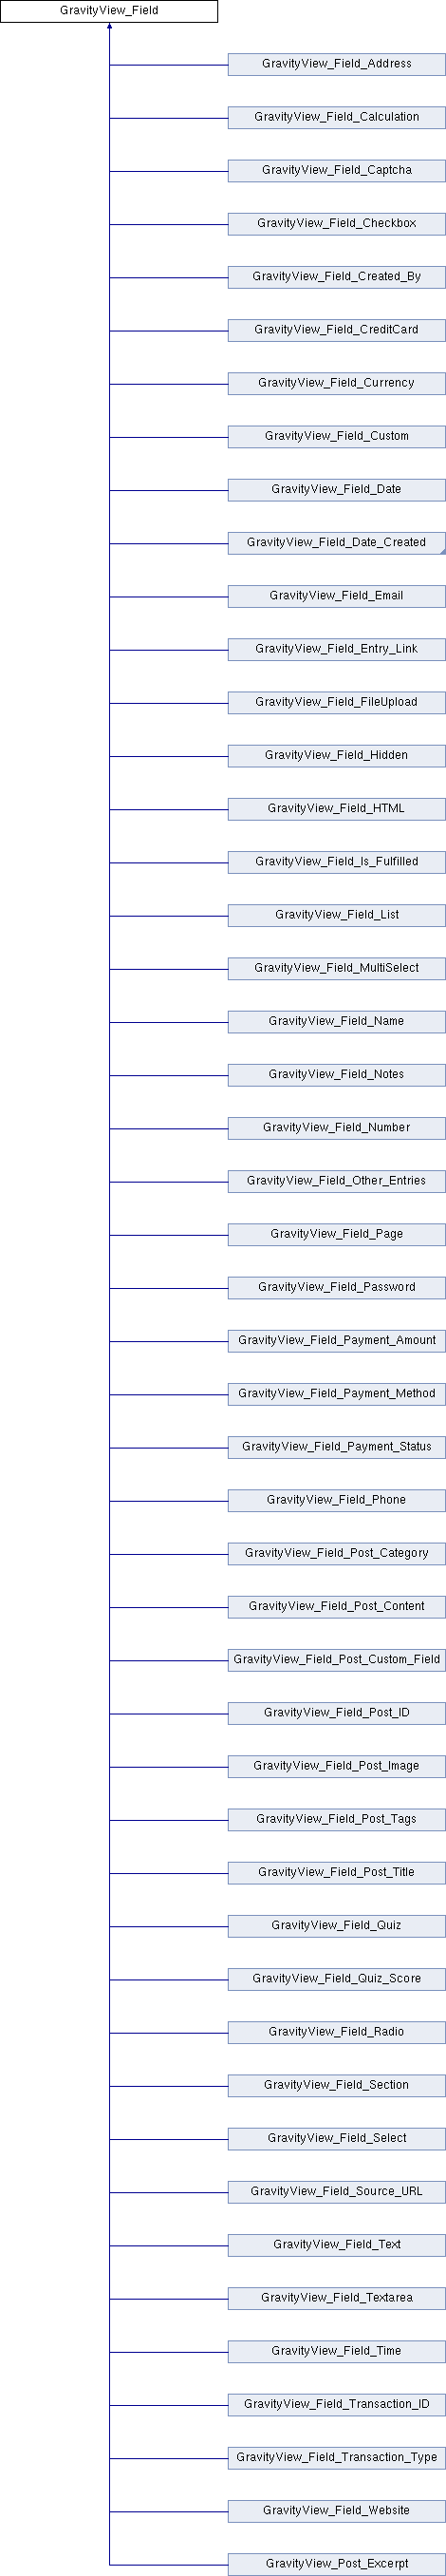 GravityView_Field
GravityView_Field_Address
GravityView_Field_Calculation
GravityView_Field_Captcha
GravityView_Field_Checkbox
GravityView_Field_Created_By
GravityView_Field_CreditCard
GravityView_Field_Currency
GravityView_Field_Custom
GravityView_Field_Date
GravityView_Field_Date_Created
GravityView_Field_Email
GravityView_Field_Entry_Link
GravityView_Field_FileUpload
GravityView_Field_Hidden
GravityView_Field_HTML
GravityView_Field_Is_Fulfilled
GravityView_Field_List
GravityView_Field_MultiSelect
GravityView_Field_Name
GravityView_Field_Notes
GravityView_Field_Number
GravityView_Field_Other_Entries
GravityView_Field_Page
GravityView_Field_Password
GravityView_Field_Payment_Amount
GravityView_Field_Payment_Method
GravityView_Field_Payment_Status
GravityView_Field_Phone
GravityView_Field_Post_Category
GravityView_Field_Post_Content
GravityView_Field_Post_Custom_Field
GravityView_Field_Post_ID
GravityView_Field_Post_Image
GravityView_Field_Post_Tags
GravityView_Field_Post_Title
GravityView_Field_Quiz
GravityView_Field_Quiz_Score
GravityView_Field_Radio
GravityView_Field_Section
GravityView_Field_Select
GravityView_Field_Source_URL
GravityView_Field_Text
GravityView_Field_Textarea
GravityView_Field_Time
GravityView_Field_Transaction_ID
GravityView_Field_Transaction_Type
GravityView_Field_Website
GravityView_Post_Excerpt